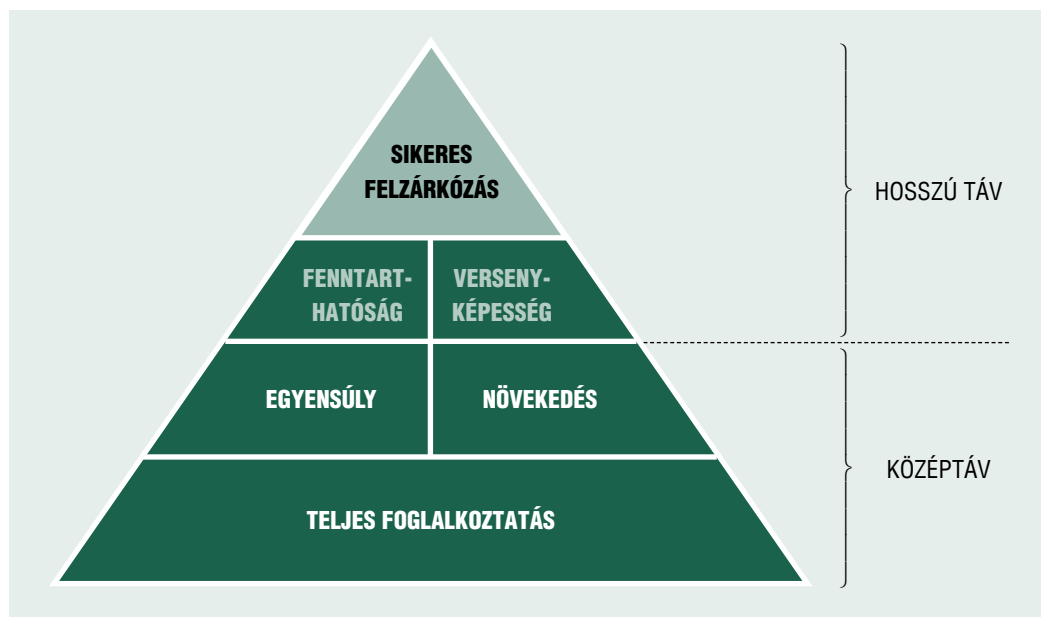 SIKERES
FELZÁRKÓZÁS
HOSSZÚ TÁV
FENNTART-
HATÓSÁG
VERSENY-
KÉPESSÉG
EGYENSÚLY
NÖVEKEDÉS
KÖZÉPTÁV
TELJES FOGLALKOZTATÁS